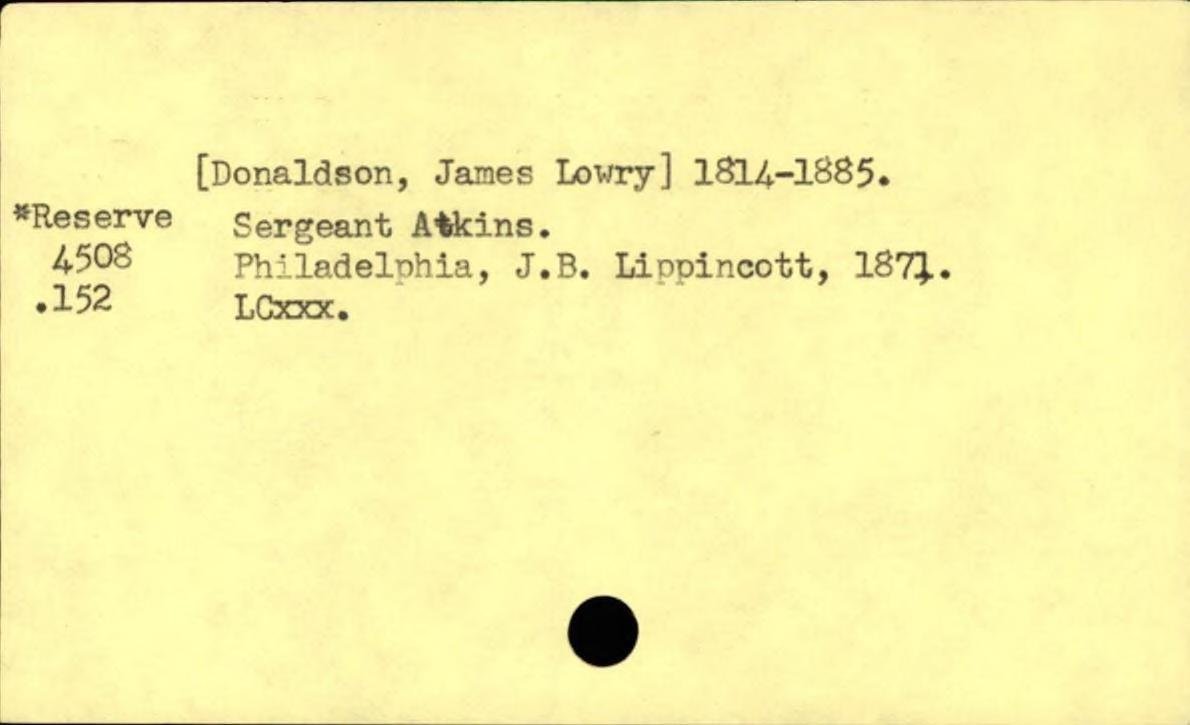 [Donaldson, James Lowry] 1814-1885.
*Reserve Sergeant Atkins.
4508 Philadelphia, J.B. Lippincott, 1871.
.152 LCxxx.